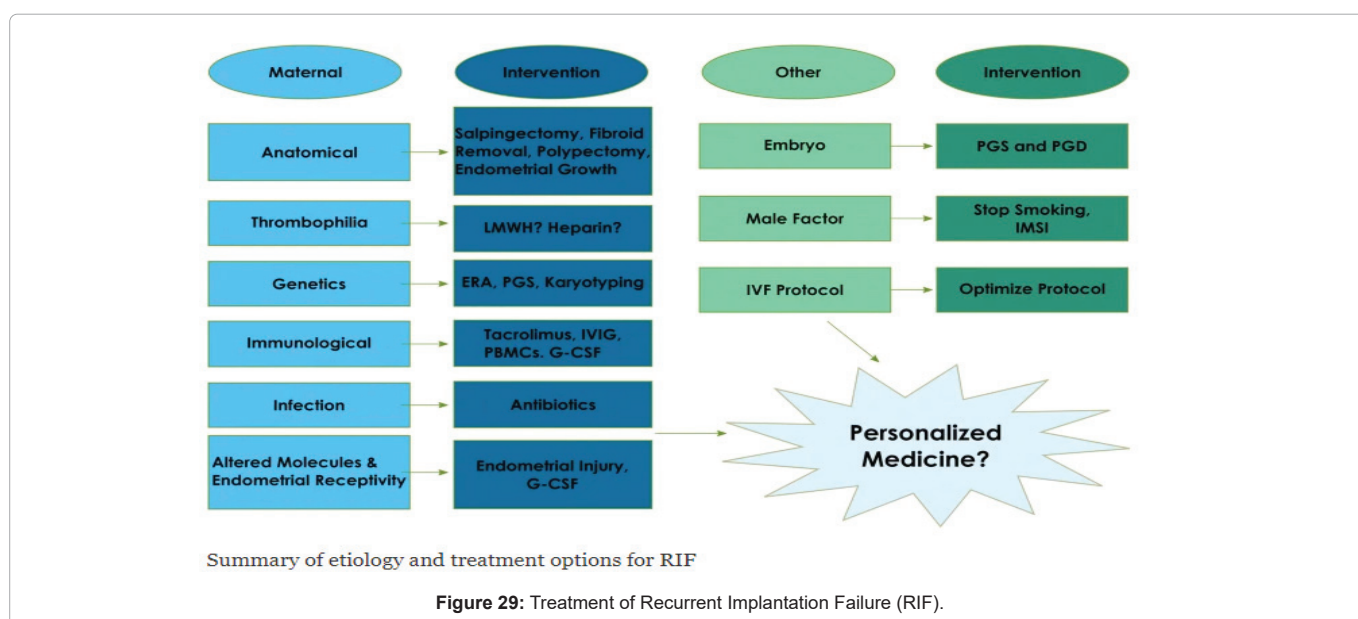 Maternal
Intervention
Other
Intervention
Anatomical
Salpingectomy, Fibroid
Removal, Polypectomy,
Endometrial Growth
Embryo
PGS and PGD
Thrombophilia
LMWH? Heparin?
Male Factor
Stop Smoking,
IMSI
Genetics
ERA, PGS, Karyotyping
IVF Protocol
Optimize Protocol
Immunological
Tacrolimus, IVIG,
PBMCs. G-CSF
Infection
Antibiotics
Altered Molecules &
Endometrial Receptivity
Endometrial Injury,
G-CSF
Personalized
Medicine?
Summary of etiology and treatment options for RIF
Figure 29: Treatment of Recurrent Implantation Failure (RIF).